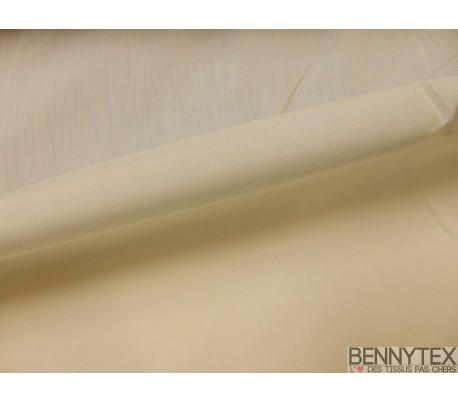 BENNYTEX
L'❤ DES TISSUS PAS CHERS